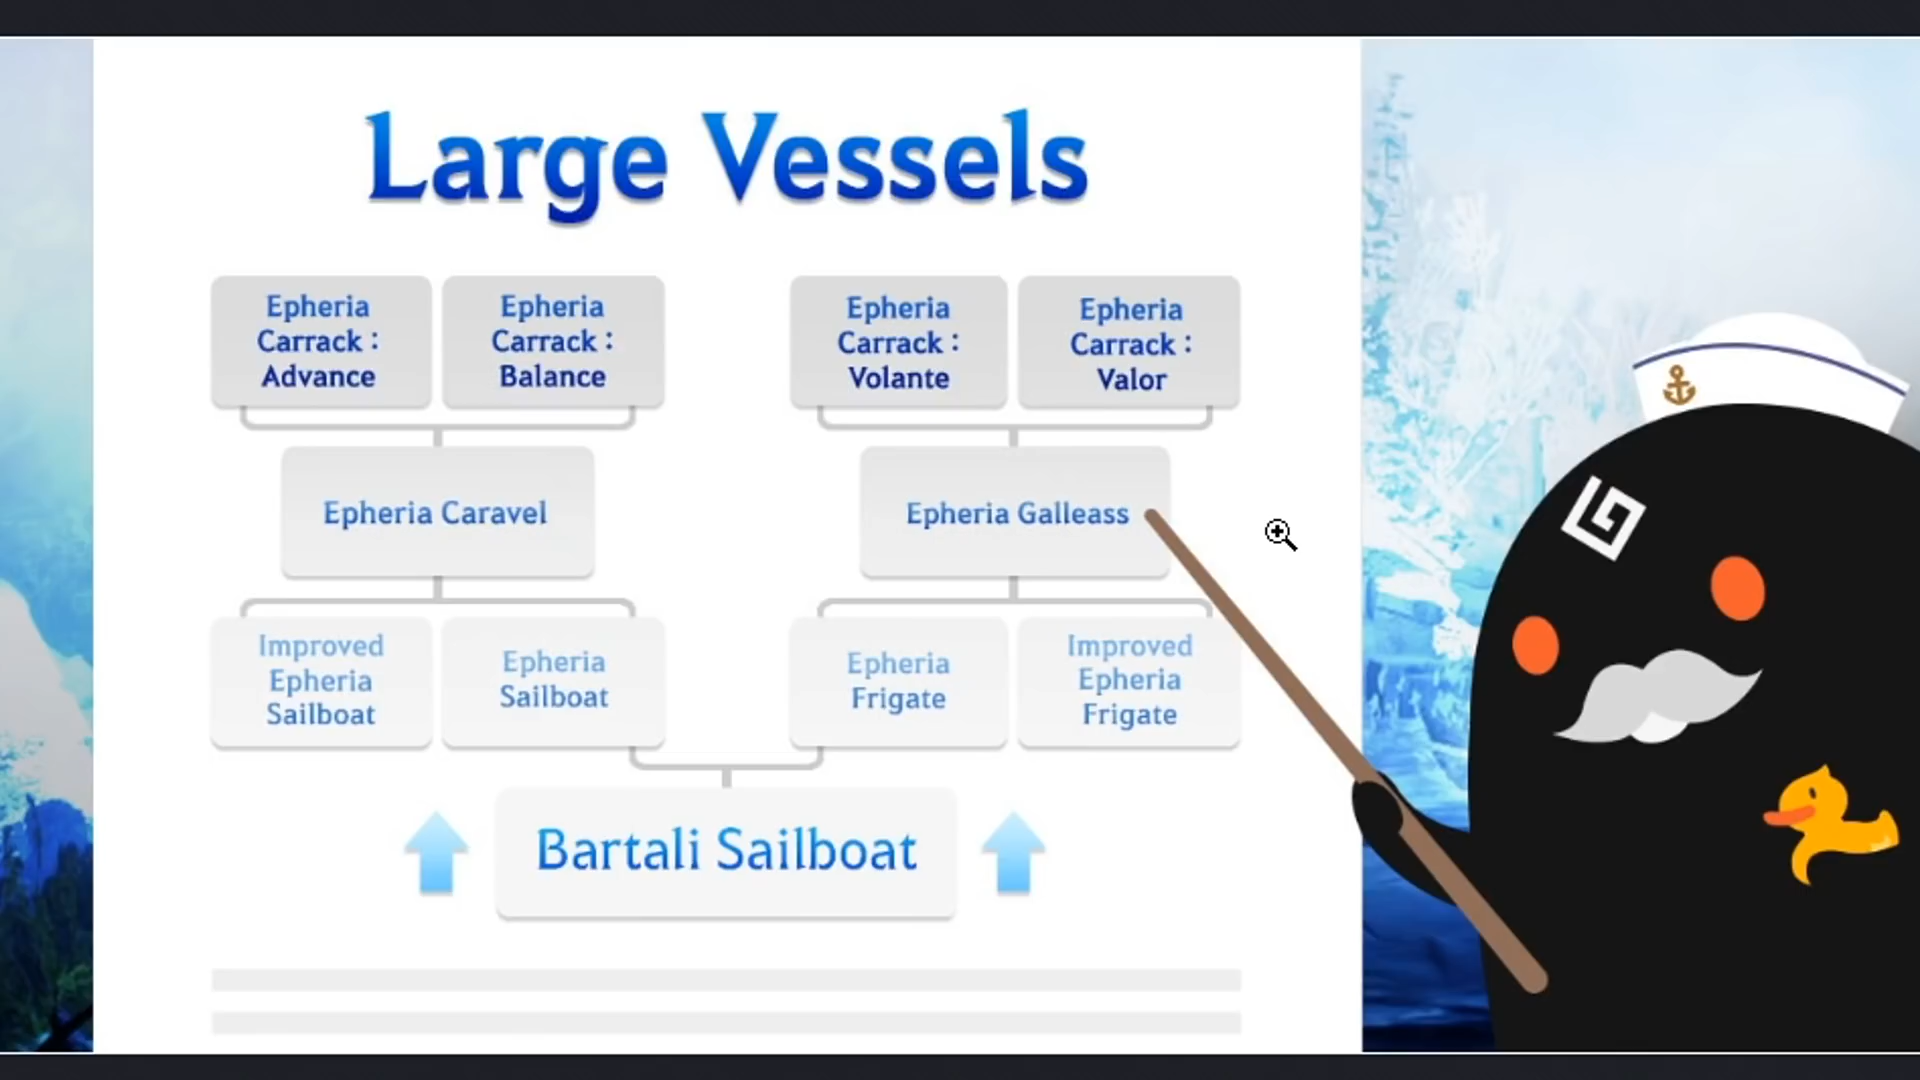 Large Vessels
Epheria
Carrack :
Advance
Epheria
Carrack :
Balance
Epheria
Carrack :
Volante
Epheria
Carrack :
Valor
Epheria Caravel
Epheria Galleass
Improved
Epheria
Sailboat
Epheria
Sailboat
Epheria
Frigate
Improved
Epheria
Frigate
Bartali Sailboat